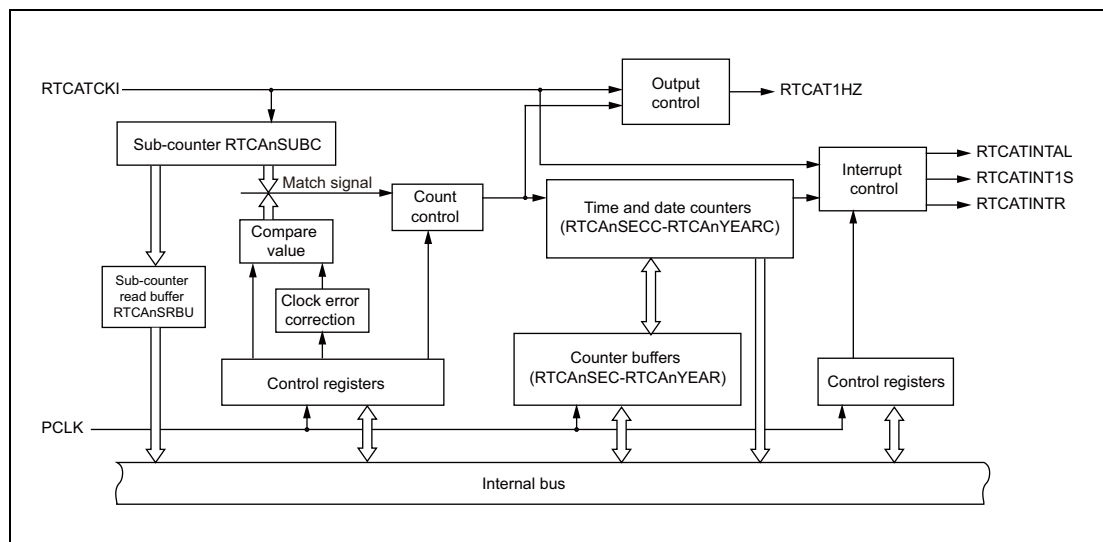 RTCATCKI
Output
control
RTCAT1HZ
Sub-counter RTCAnSUBC
Match signal
Count
control
Time and date counters
(RTCAnSECC-RTCAnYEARC)
Interrupt
control
RTCATINTAL
RTCATINT1S
RTCATINTR
Compare
value
Sub-counter
read buffer
RTCAnSRBU
Clock error
correction
Control registers
Counter buffers
(RTCAnSEC-RTCAnYEAR)
Control registers
PCLK
Internal bus